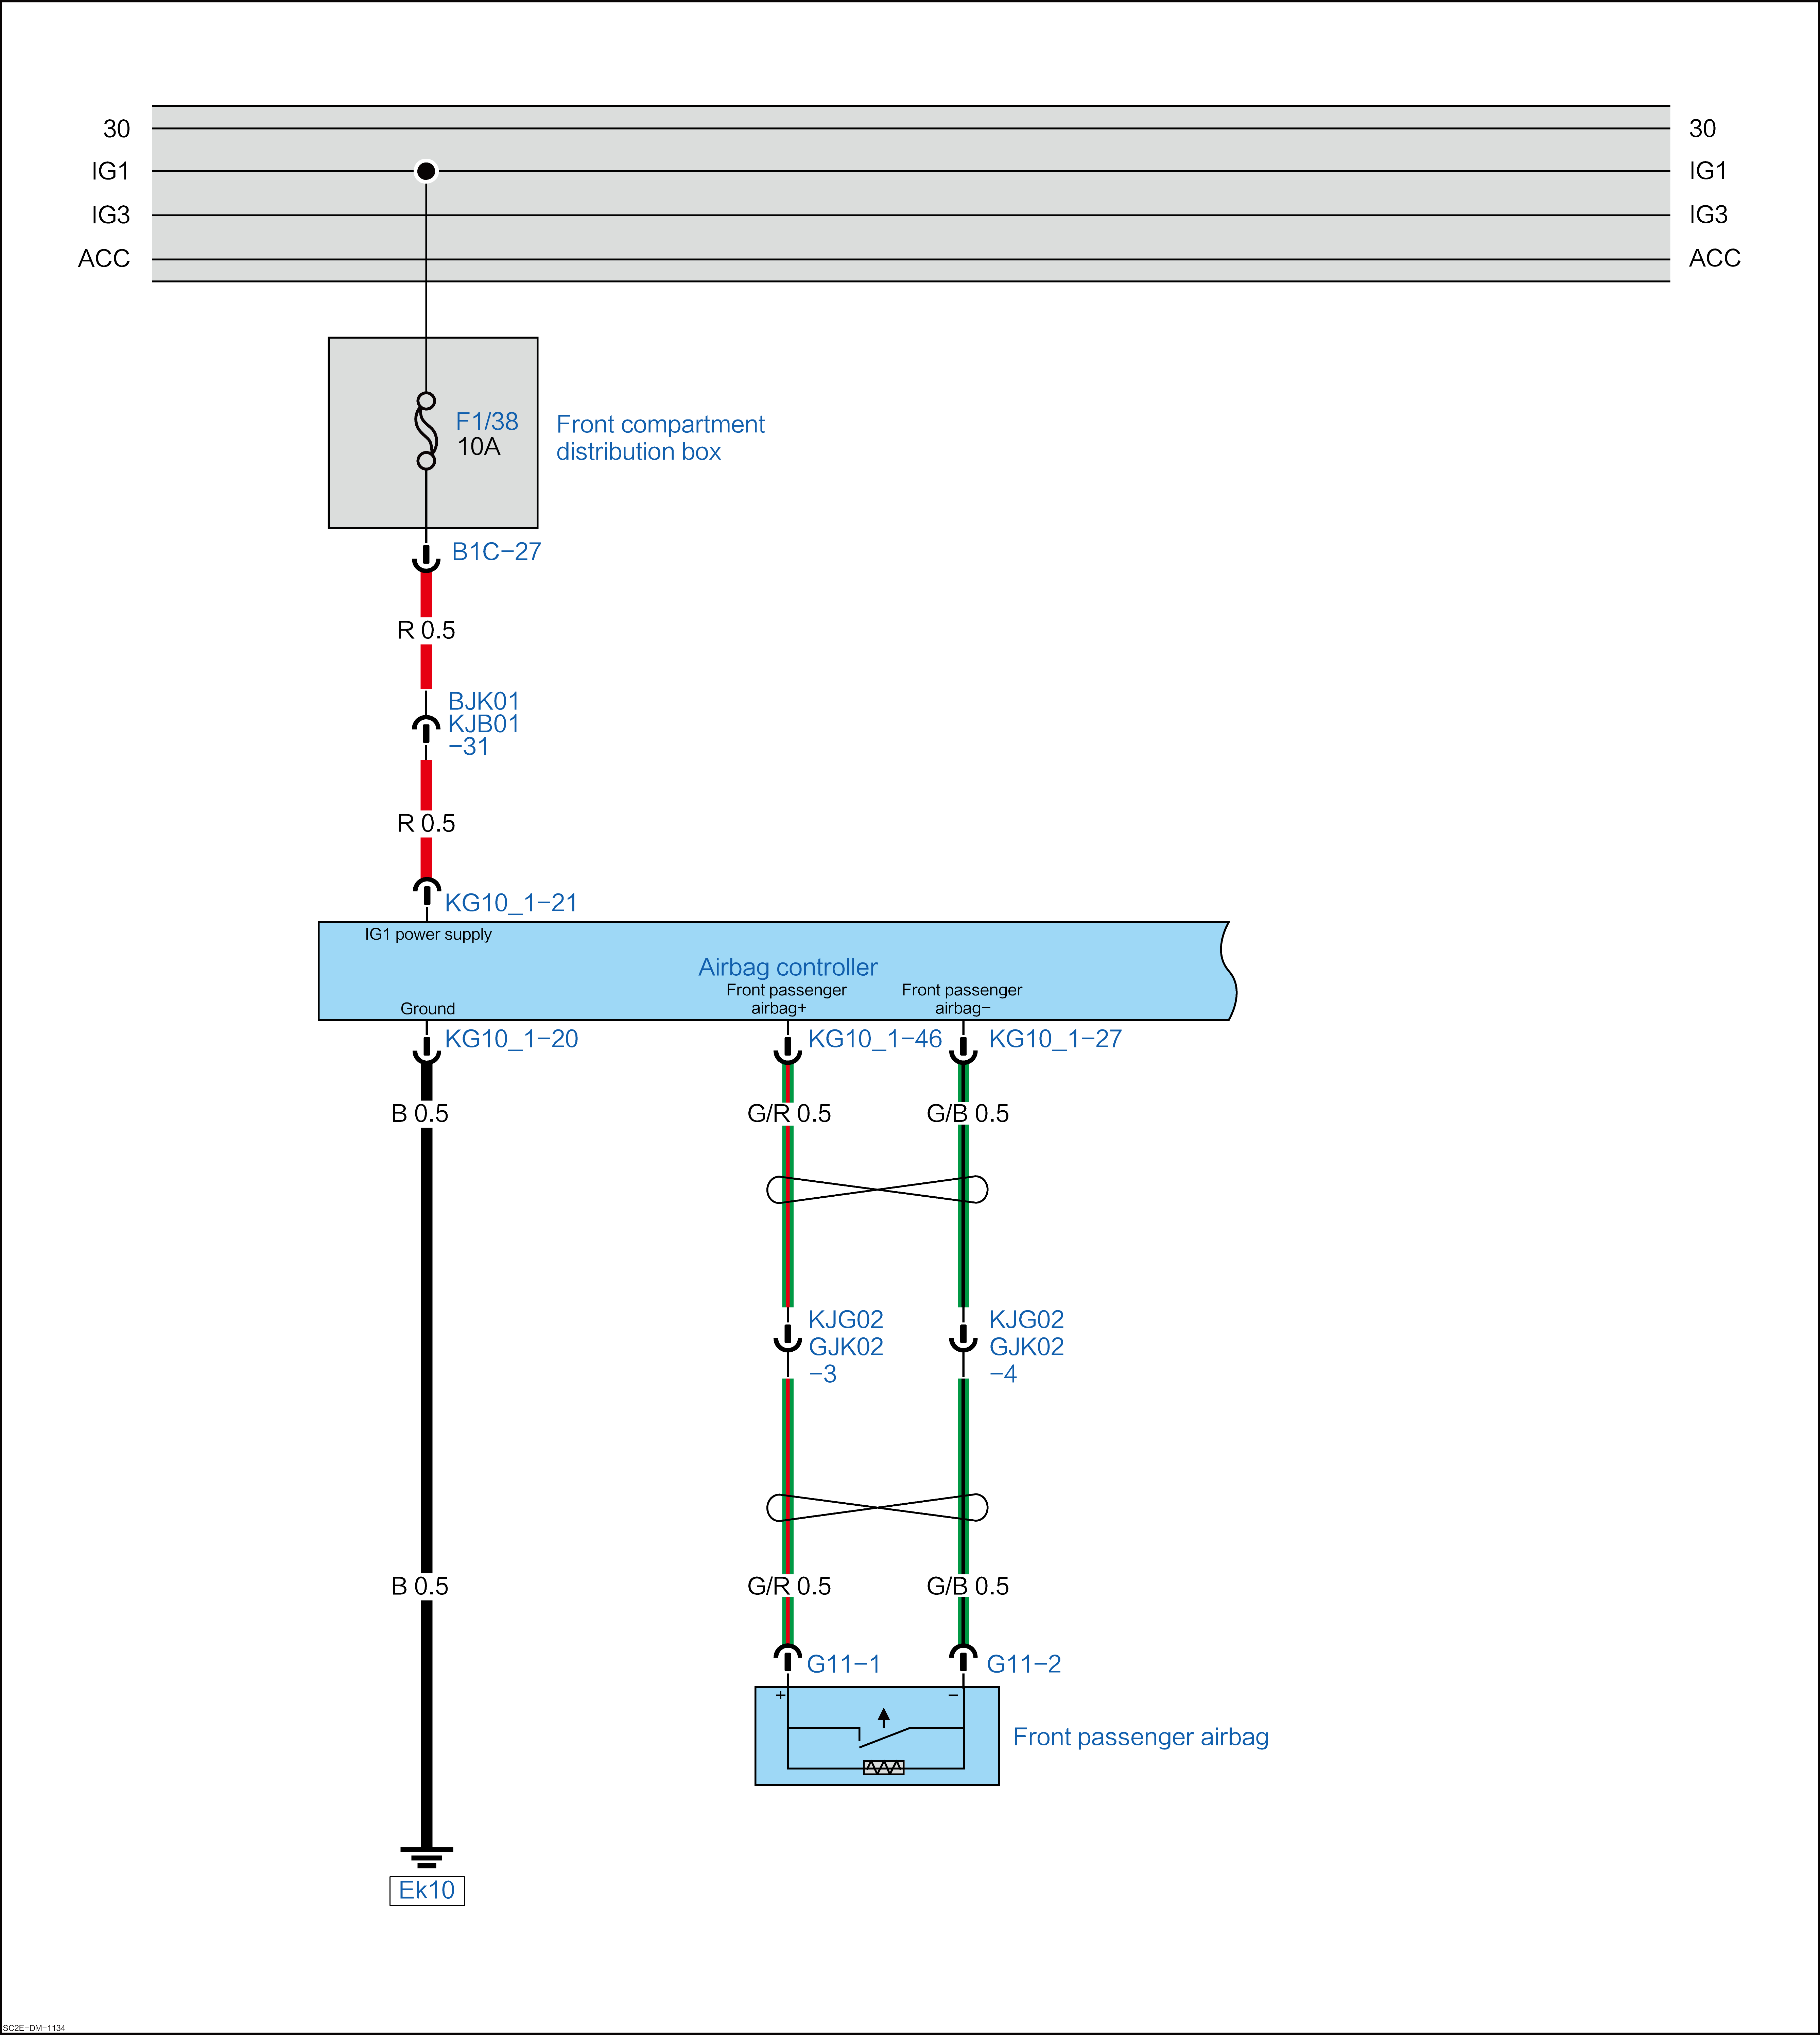 30 30
IG1 IG1
IG3 IG3
ACC ACC
F1/38
10A
Front compartment
distribution box
B1C-27
R 0.5
BJK01
KJB01
-31
R 0.5
KG10_1-21
IG1 power supply
Airbag controller
Ground
Front passenger
airbag+
Front passenger
airbag-
KG10_1-20
KG10_1-46
KG10_1-27
B 0.5
G/R 0.5
G/B 0.5
KJG02
GJK02
-3
KJG02
GJK02
-4
B 0.5
G/R 0.5
G/B 0.5
G11-1
G11-2
+
-
Front passenger airbag
Ek10
SC2E-DM-1134